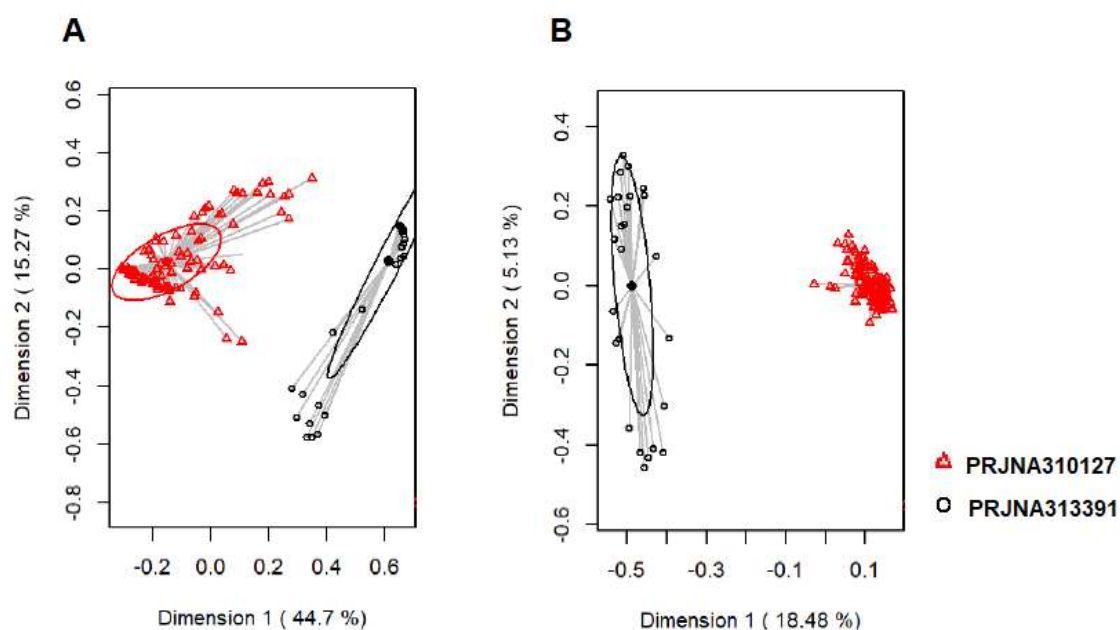 A
B
0.6
0.4
0.2
0.0
-0.2
-0.4
-0.6
-0.8
Dimension 2 ( 15.27 %)
-0.2 0.0 0.2 0.4 0.6
Dimension 1 ( 44.7 %)
0.4
0.2
0.0
-0.2
-0.4
-0.6
Dimension 2 ( 5.13 %)
-0.5 -0.3 -0.1 0.1
Dimension 1 ( 18.48 %)
PRJNA310127
PRJNA313391